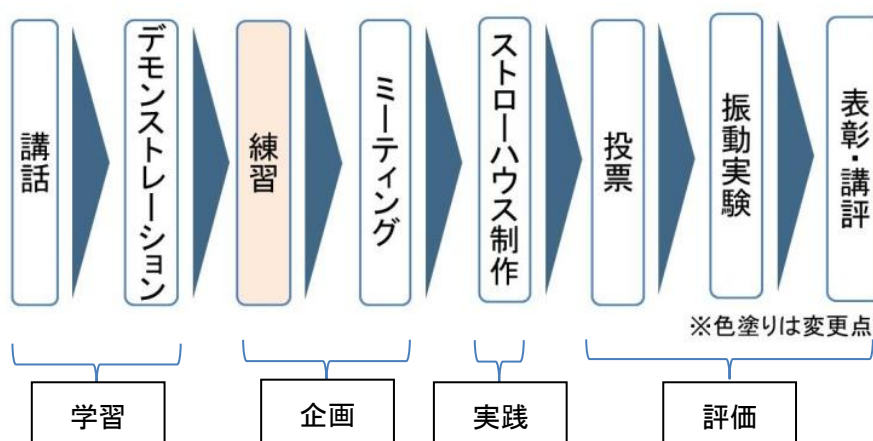 講話
デモンストレーション
練習
ミーティング
ストローハウス制作
投票
振動実験
表彰・講評
※色塗りは変更点
学習
企画
実践
評価